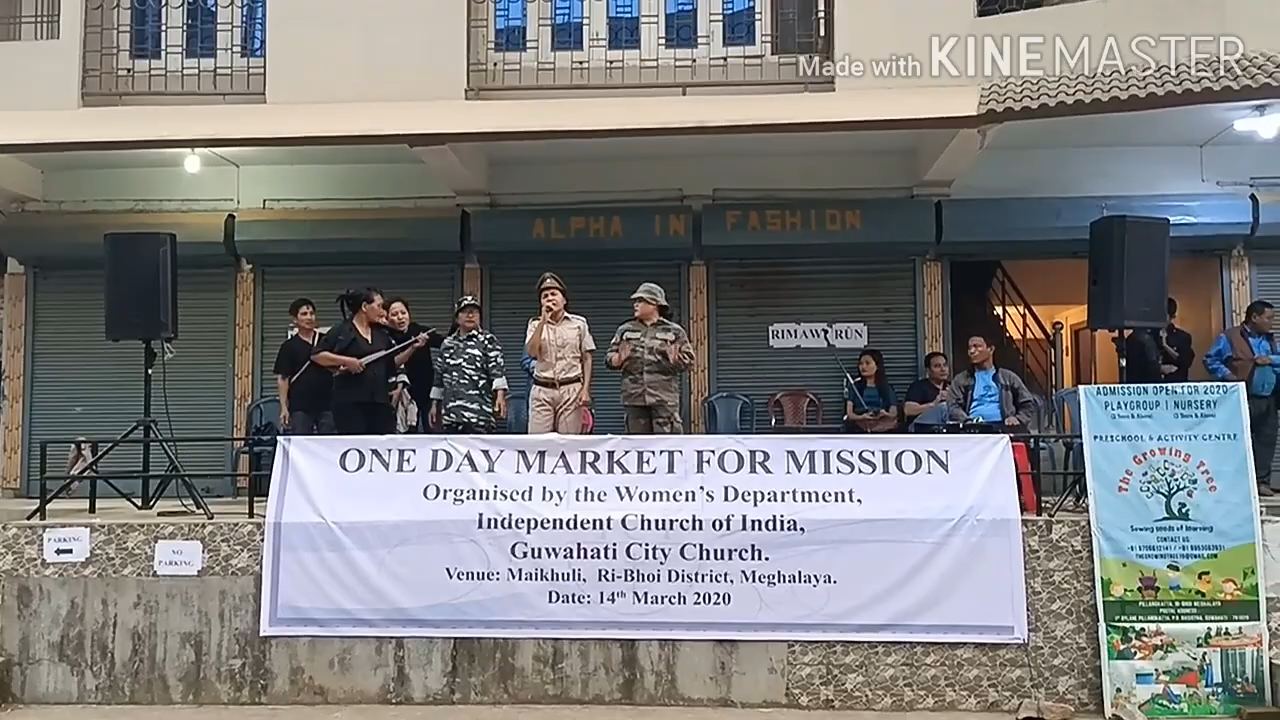 Made with KINEMASTER
ALPHA IN FASHION
RIMAWI RÛN
ONE DAY MARKET FOR MISSION
Organised by the Women's Department,
Independent Church of India,
Guwahati City Church.
Venue: Maikhuli, Ri-Bhoi District, Meghalaya.
Date: 14th March 2020
PARKING
NO
PARKING
ADMISSION OPEN FOR 2020
PLAYGROUP | NURSERY
PRESCHOOL & ACTIVITY CENTRE
The Growing Tree
Sowing seeds of learning
CONTACT US: